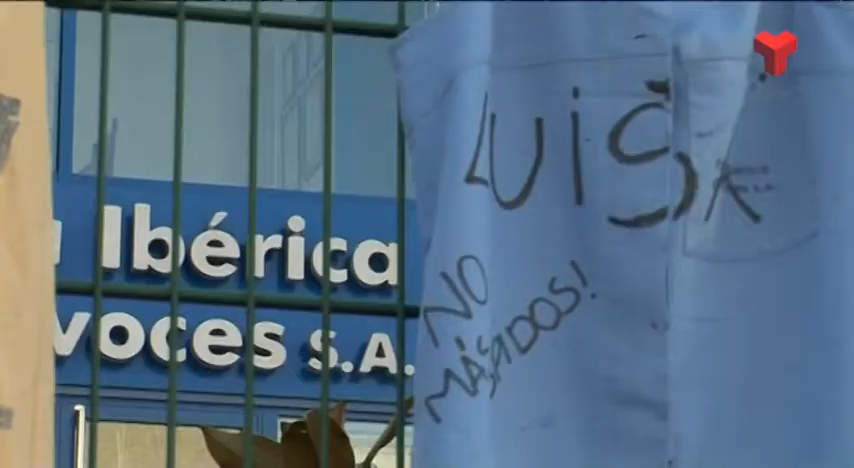 Ibérica
voces S.A.
LUIS
NO
MÁS
DOS!